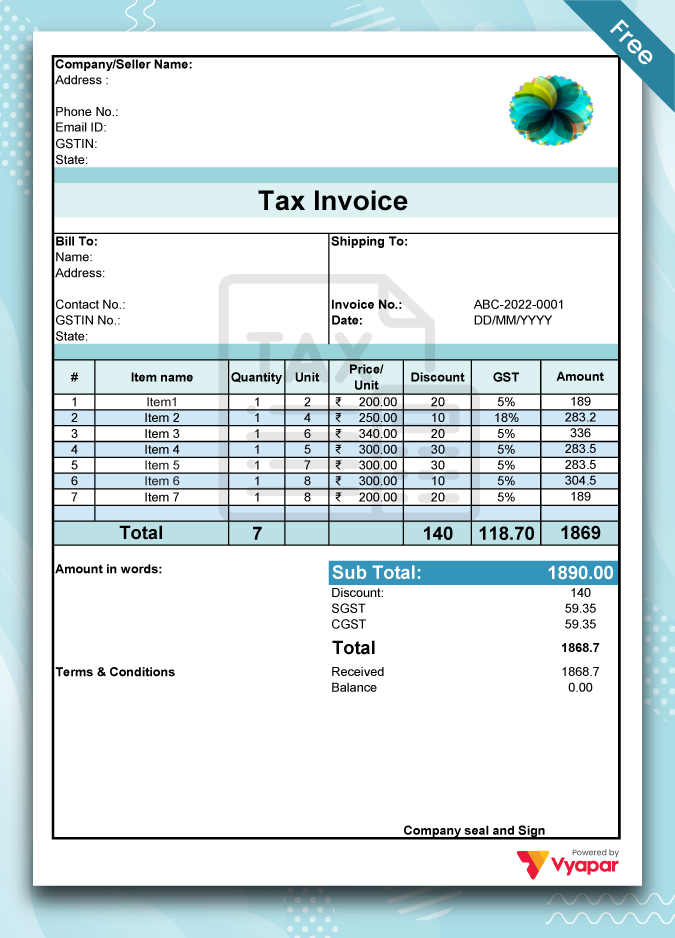 Free
Company/Seller Name:
Address :
Phone No.:
Email ID:
GSTIN:
State:
Tax Invoice
Bill To:
Name:
Address:
Contact No.:
GSTIN No.:
State:
Shipping To:
Invoice No.: ABC-2022-0001
Date: DD/MM/YYYY
TAX
# Item name Quantity Unit Price/ Unit Discount GST Amount
1 Item1 1 2 ₹ 200.00 20 5% 189
2 Item 2 1 4 ₹ 250.00 10 18% 283.2
3 Item 3 1 6 ₹ 340.00 20 5% 336
4 Item 4 1 5 ₹ 300.00 30 5% 283.5
5 Item 5 1 7 ₹ 300.00 30 5% 283.5
6 Item 6 1 8 ₹ 300.00 10 5% 304.5
7 Item 7 1 8 ₹ 200.00 20 5% 189
Total 7 140 118.70 1869
Amount in words:
Sub Total: 1890.00
Discount: 140
SGST 59.35
CGST 59.35
Total 1868.7
Terms & Conditions
Received 1868.7
Balance 0.00
Company seal and Sign
Powered by
Vyapar